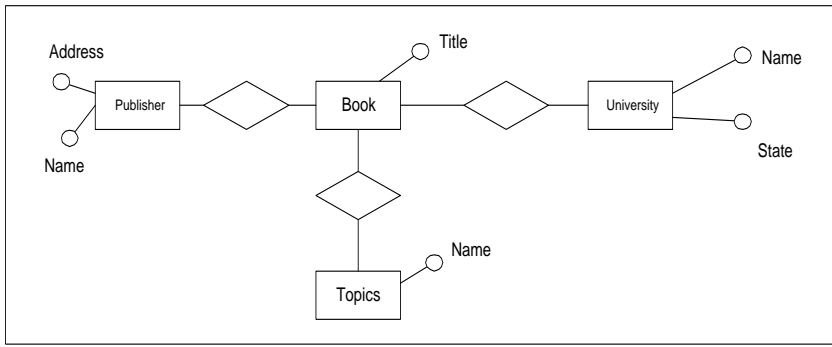 Title
Address
Name
Publisher
Book
University
Name
State
Name
Topics